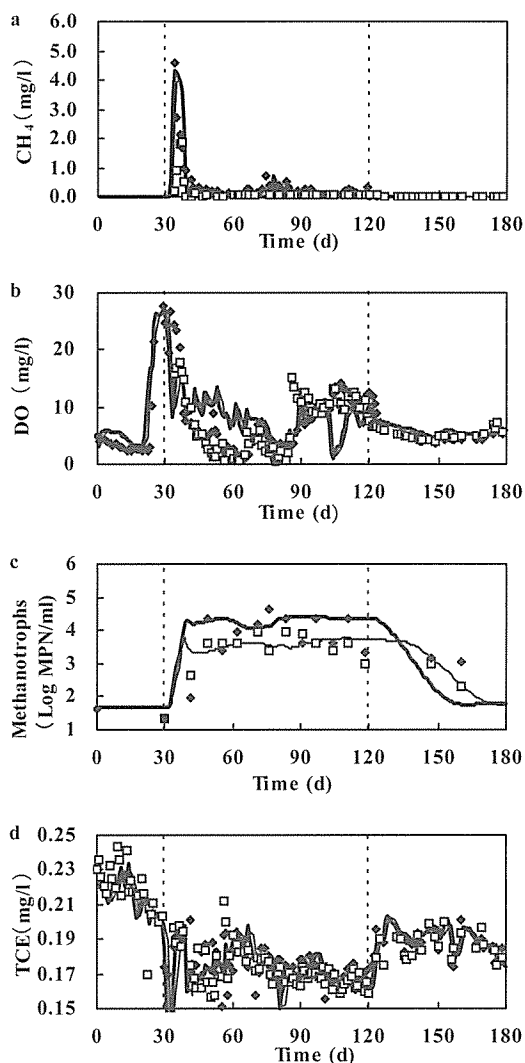 a
6.0
5.0
4.0
3.0
2.0
1.0
0.0
CH4 (mg/l)
0 30 60 90 120 150 180
Time (d)
b
30
20
10
0
DO (mg/l)
0 30 60 90 120 150 180
Time (d)
c
6
5
4
3
2
1
Methanotrophs
(Log MPN/ml)
0 30 60 90 120 150 180
Time (d)
d
0.25
0.23
0.21
0.19
0.17
0.15
TCE(mg/l)
0 30 60 90 120 150 180
Time (d)